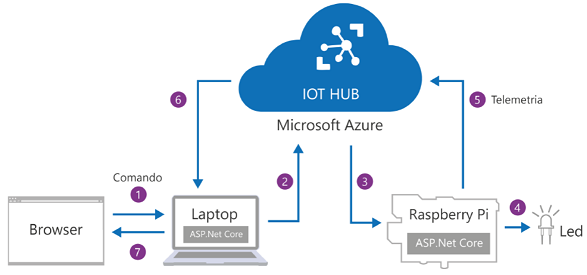 IOT HUB
Microsoft Azure
6
5 Telemetria
Comando
1
2
3
4
Browser
Laptop
ASP.Net Core
Raspberry Pi
ASP.Net Core
Led
7